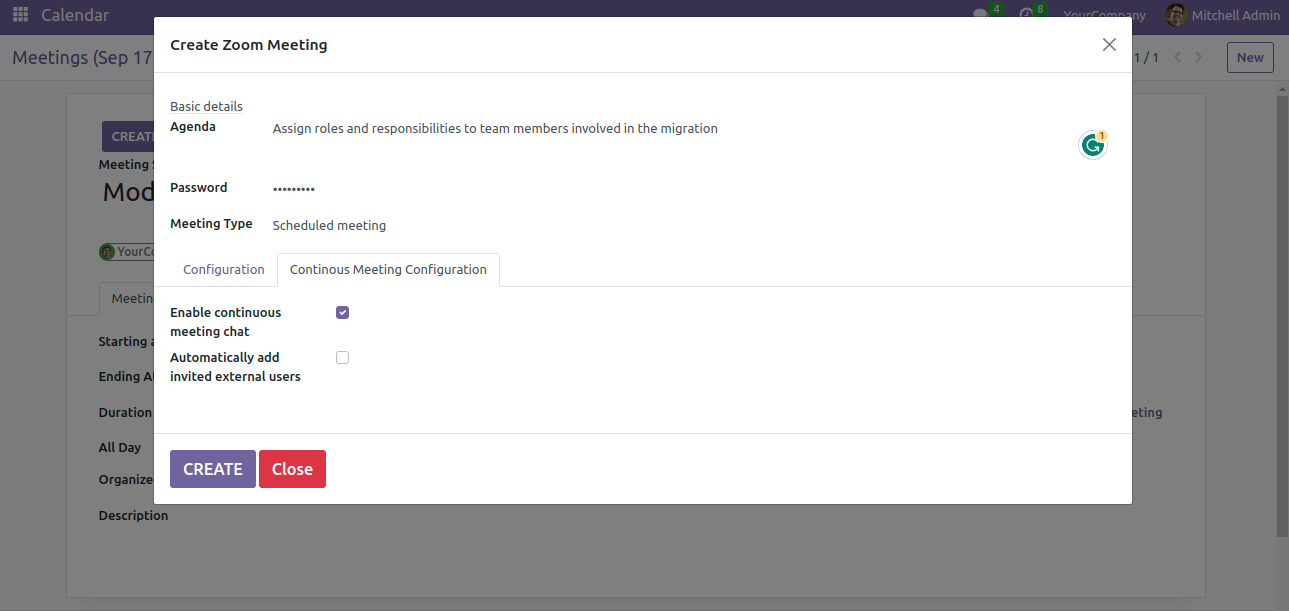 Calendar 4 8 YourCompany Mitchell Admin
Meetings (Sep 17 1 / 1 New
Create Zoom Meeting
Basic details
Agenda Assign roles and responsibilities to team members involved in the migration
1
Password •••••••••
Meeting Type Scheduled meeting
Configuration Continous Meeting Configuration
Enable continuous
meeting chat
Automatically add
invited external users
CREATE Close
CREAT
Meeting S
Mod
YourCo
Meetin
Starting a
Ending A
Duration eting
All Day
Organize
Description